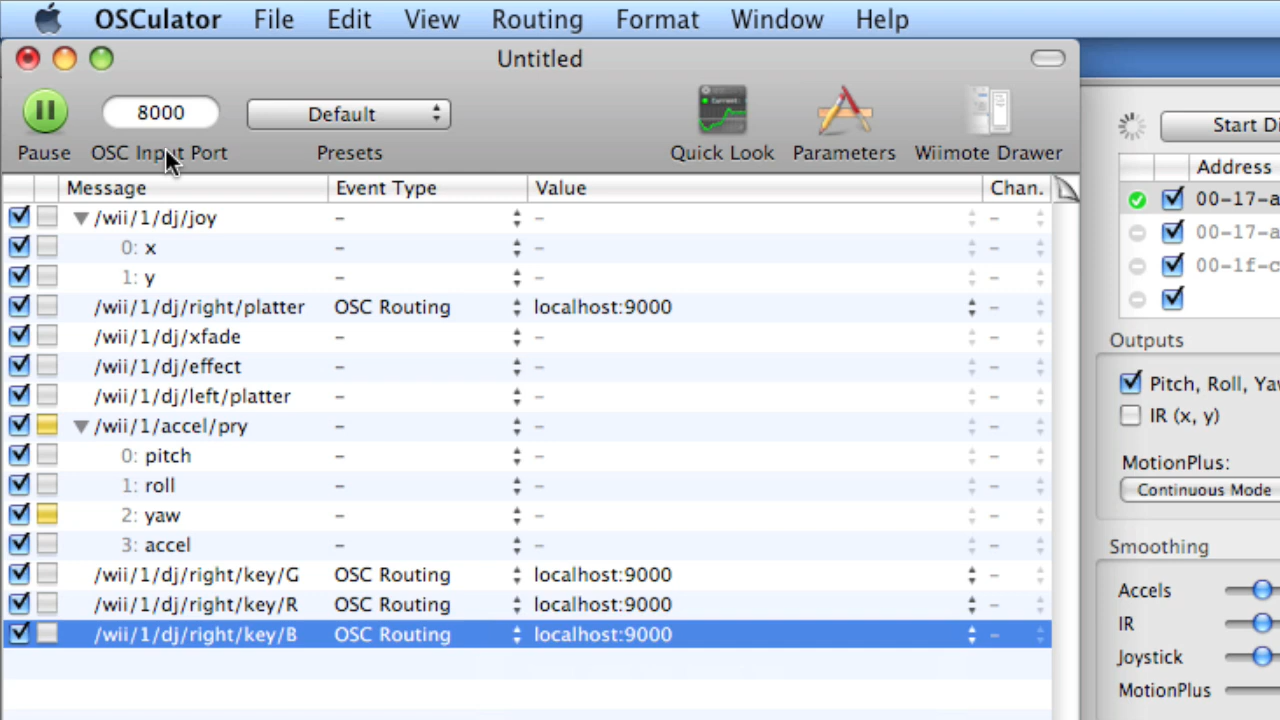 OSCulator File Edit View Routing Format Window Help
Untitled
8000 Default
Pause OSC Input Port Presets Quick Look Parameters Wiimote Drawer
Message Event Type Value Chan.
/wii/1/dj/joy – – –
0: x – – –
1: y – – –
/wii/1/dj/right/platter OSC Routing localhost:9000 –
/wii/1/dj/xfade – – –
/wii/1/dj/effect – – –
/wii/1/dj/left/platter – – –
/wii/1/accel/pry – – –
0: pitch – – –
1: roll – – –
2: yaw – – –
3: accel – – –
/wii/1/dj/right/key/G OSC Routing localhost:9000 –
/wii/1/dj/right/key/R OSC Routing localhost:9000 –
/wii/1/dj/right/key/B OSC Routing localhost:9000 –
Start Di
Address
00-17-a
00-17-a
00-1f-c
Outputs
Pitch, Roll, Yaw
IR (x, y)
MotionPlus:
Continuous Mode
Smoothing
Accels
IR
Joystick
MotionPlus